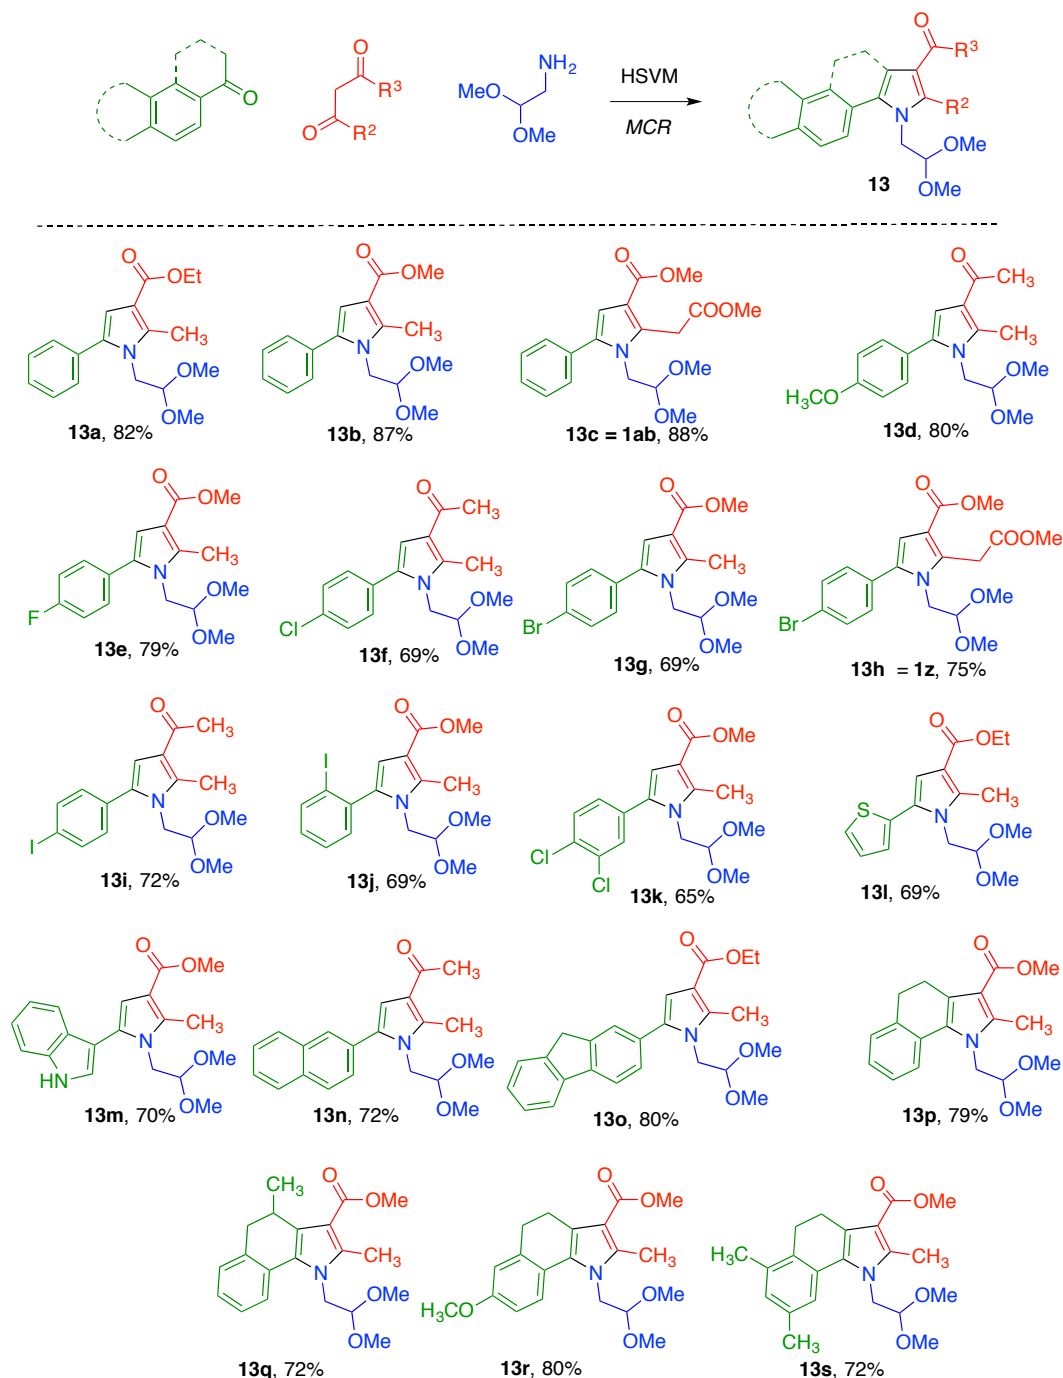 O
O
O
R³
O
R²
NH₂
MeO
OMe
HSVM
MCR
O
R³
R²
N
OMe
OMe
13
O
OEt
CH₃
N
OMe
OMe
13a, 82%
O
OMe
CH₃
N
OMe
OMe
13b, 87%
O
OMe
COOMe
N
OMe
OMe
13c = 1ab, 88%
O
CH₃
CH₃
N
H₃CO
OMe
OMe
13d, 80%
O
OMe
CH₃
N
F
OMe
OMe
13e, 79%
O
CH₃
CH₃
N
Cl
OMe
OMe
13f, 69%
O
OMe
CH₃
N
Br
OMe
OMe
13g, 69%
O
OMe
COOMe
N
Br
OMe
OMe
13h = 1z, 75%
O
CH₃
CH₃
N
I
OMe
OMe
13i, 72%
O
OMe
I
CH₃
N
OMe
OMe
13j, 69%
O
OMe
CH₃
N
Cl
Cl
OMe
OMe
13k, 65%
O
OEt
CH₃
S
N
OMe
OMe
13l, 69%
O
OMe
CH₃
N
HN
OMe
OMe
13m, 70%
O
CH₃
CH₃
N
OMe
OMe
13n, 72%
O
OEt
CH₃
N
OMe
OMe
13o, 80%
O
OMe
CH₃
N
OMe
OMe
13p, 79%
CH₃
O
OMe
CH₃
N
OMe
OMe
13q, 72%
O
OMe
CH₃
N
H₃CO
OMe
OMe
13r, 80%
O
OMe
CH₃
CH₃
N
CH₃
OMe
OMe
13s, 72%